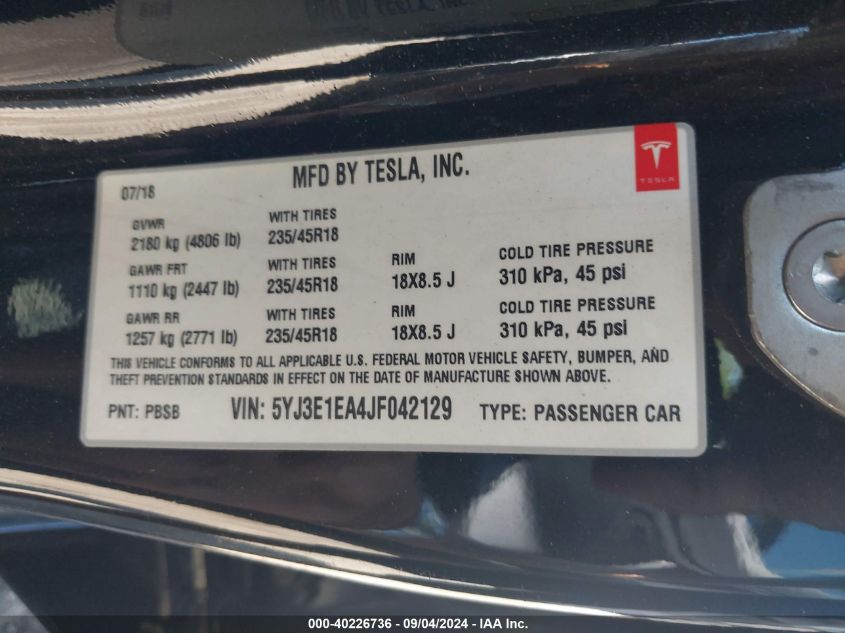 MFD BY TESLA, INC.
TESLA
07/18
GVWR WITH TIRES
2180 kg (4806 lb) 235/45R18
GAWR FRT WITH TIRES RIM COLD TIRE PRESSURE
1110 kg (2447 lb) 235/45R18 18X8.5 J 310 kPa, 45 psi
GAWR RR WITH TIRES RIM COLD TIRE PRESSURE
1257 kg (2771 lb) 235/45R18 18X8.5 J 310 kPa, 45 psi
THIS VEHICLE CONFORMS TO ALL APPLICABLE U.S. FEDERAL MOTOR VEHICLE SAFETY, BUMPER, AND
THEFT PREVENTION STANDARDS IN EFFECT ON THE DATE OF MANUFACTURE SHOWN ABOVE.
PNT: PBSB VIN: 5YJ3E1EA4JF042129 TYPE: PASSENGER CAR
000-40226736 - 09/04/2024 - IAAI Inc.